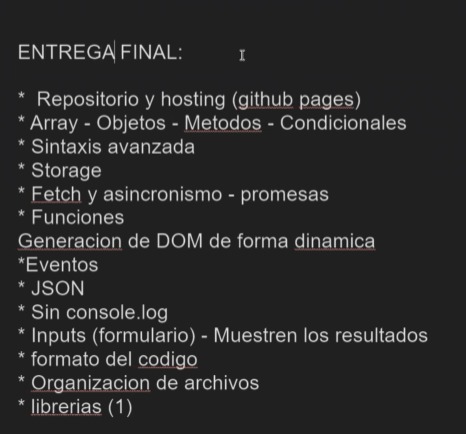 ENTREGA FINAL:
* Repositorio y hosting (github pages)
* Array - Objetos - Metodos - Condicionales
* Sintaxis avanzada
* Storage
* Fetch y asincronismo - promesas
* Funciones
Generacion de DOM de forma dinamica
*Eventos
* JSON
* Sin console.log
* Inputs (formulario) - Muestren los resultados
* formato del codigo
* Organizacion de archivos
* librerias (1)